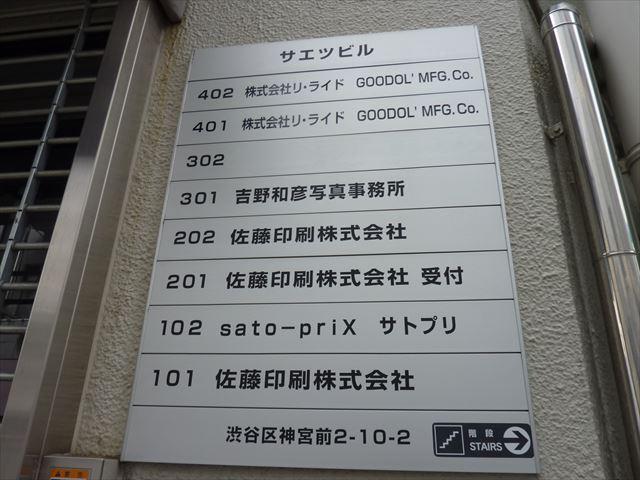 サエツビル
402 株式会社リ・ライド GOODOL' MFG.Co.
401 株式会社リ・ライド GOODOL' MFG.Co.
302
301 吉野和彦写真事務所
202 佐藤印刷株式会社
201 佐藤印刷株式会社 受付
102 sato-priX サトプリ
101 佐藤印刷株式会社
渋谷区神宮前2-10-2 階段
STAIRS